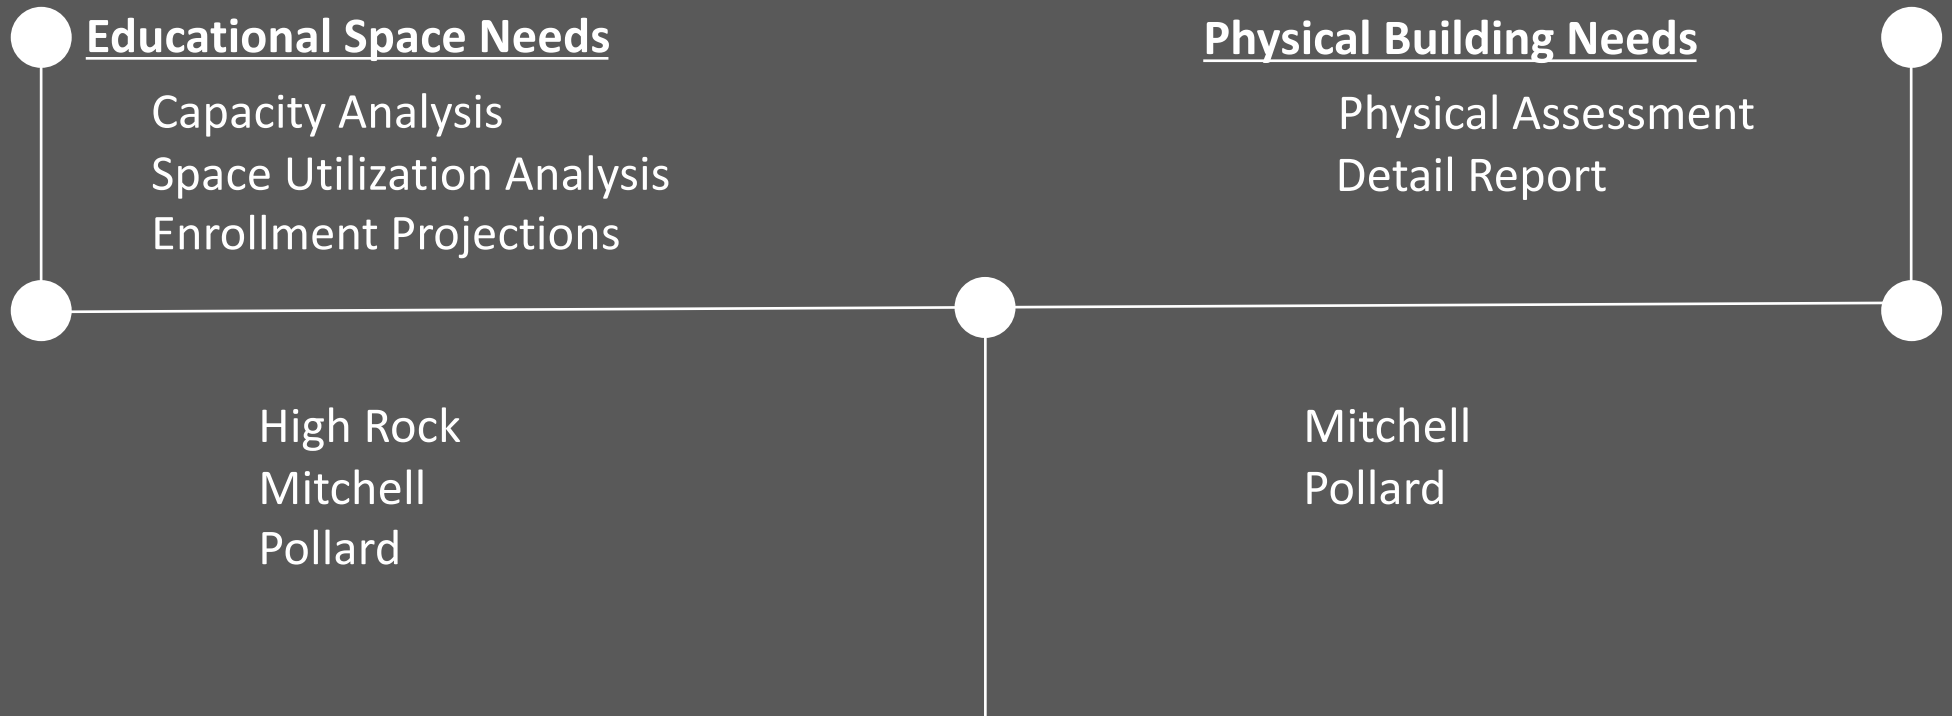 Educational Space Needs
Capacity Analysis
Space Utilization Analysis
Enrollment Projections
Physical Building Needs
Physical Assessment
Detail Report
High Rock
Mitchell
Pollard
Mitchell
Pollard